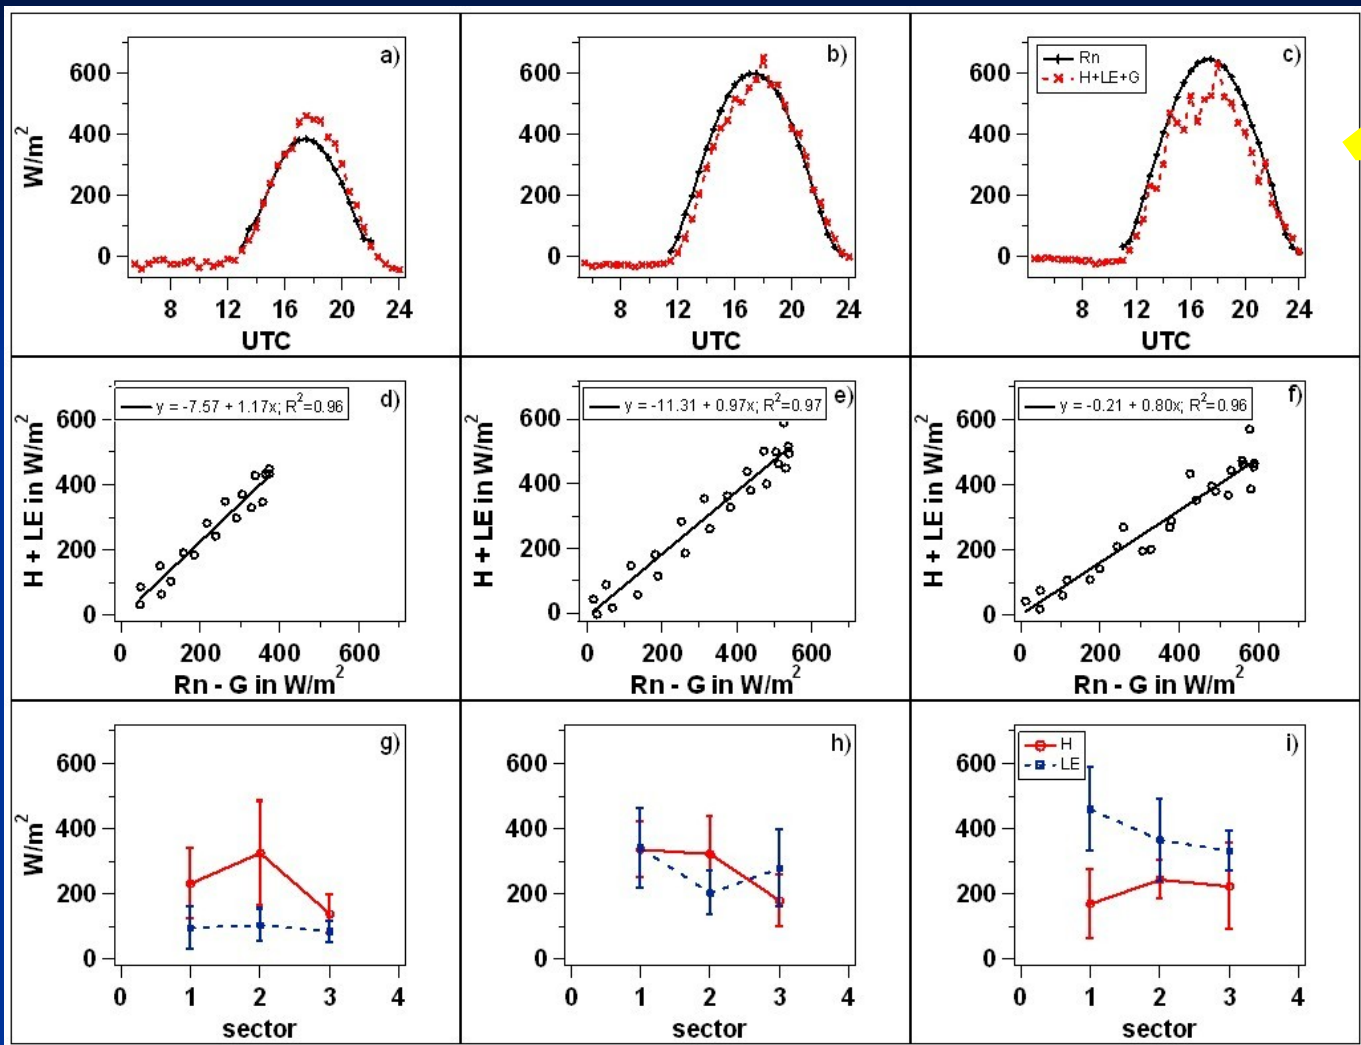 a)
W/m2
600
400
200
0
8 12 16 20 24
UTC
b)
600
400
200
0
8 12 16 20 24
UTC
c)
Rn
H+LE+G
600
400
200
0
8 12 16 20 24
UTC
d)
y = -7.57 + 1.17x; R2=0.96
H + LE in W/m2
600
400
200
0
0 200 400 600
Rn - G in W/m2
e)
y = -11.31 + 0.97x; R2=0.97
H + LE in W/m2
600
400
200
0
0 200 400 600
Rn - G in W/m2
f)
y = -0.21 + 0.80x; R2=0.96
H + LE in W/m2
600
400
200
0
0 200 400 600
Rn - G in W/m2
g)
W/m2
600
400
200
0
0 1 2 3 4
sector
h)
600
400
200
0
0 1 2 3 4
sector
i)
H
LE
600
400
200
0
0 1 2 3 4
sector